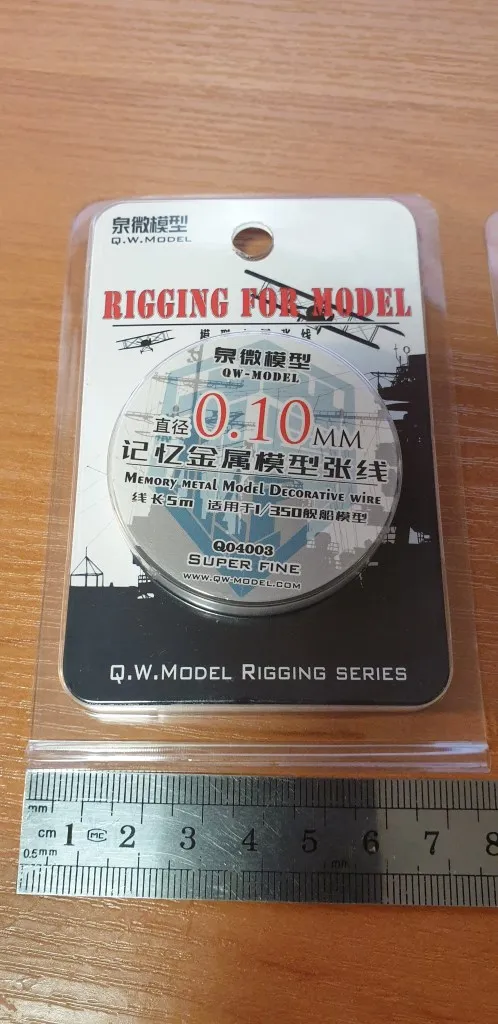 泉微模型
Q.W.MODEL
RIGGING FOR MODEL
泉微模型
QW-MODEL
直径0.10MM
记忆金属模型张线
MEMORY METAL MODEL DECORATIVE WIRE
线长5m 适用于1/350舰船模型
Q04003
SUPER FINE
WWW.QW-MODEL.COM
Q.W.MODEL RIGGING SERIES
mm
cm 1 MC 2 3 4 5 6 7 8
0.5mm